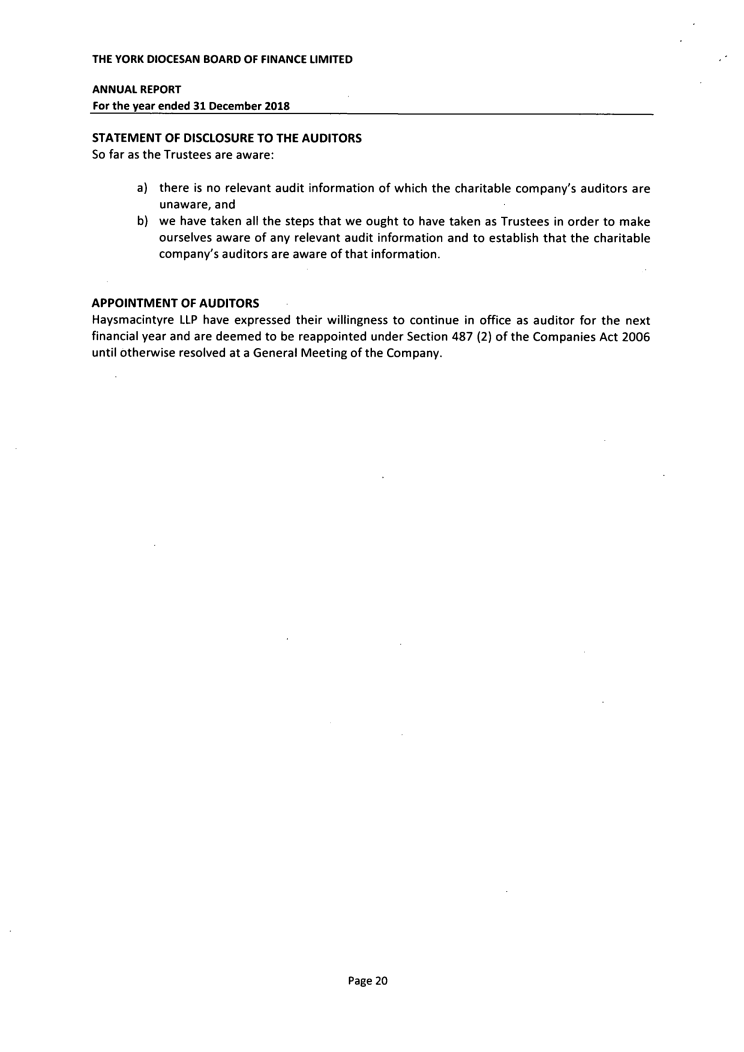 THE YORK DIOCESAN BOARD OF FINANCE LIMITED
ANNUAL REPORT
For the year ended 31 December 2018
STATEMENT OF DISCLOSURE TO THE AUDITORS
So far as the Trustees are aware:
a) there is no relevant audit information of which the charitable company's auditors are
unaware, and
b) we have taken all the steps that we ought to have taken as Trustees in order to make
ourselves aware of any relevant audit information and to establish that the charitable
company's auditors are aware of that information.
APPOINTMENT OF AUDITORS
Haysmacintyre LLP have expressed their willingness to continue in office as auditor for the next
financial year and are deemed to be reappointed under Section 487 (2) of the Companies Act 2006
until otherwise resolved at a General Meeting of the Company.
Page 20